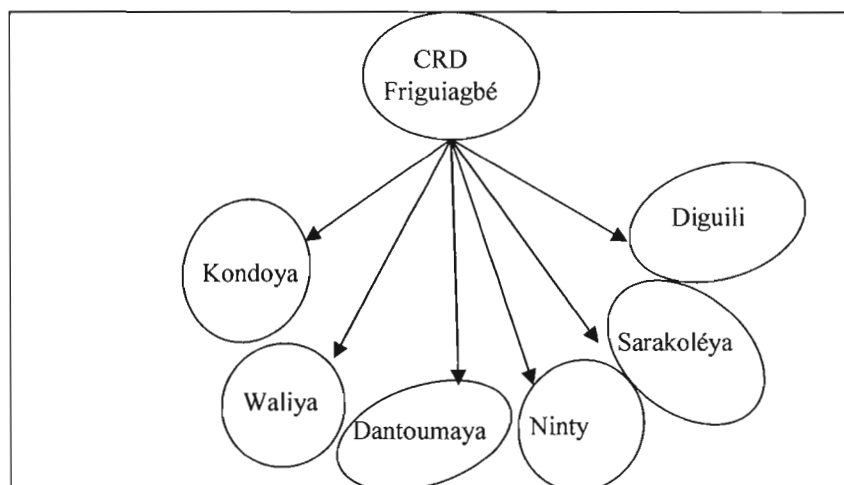 CRD
Friguiagbé
Diguili
Kondoya
Sarakoléya
Waliya
Dantoumaya
Ninty